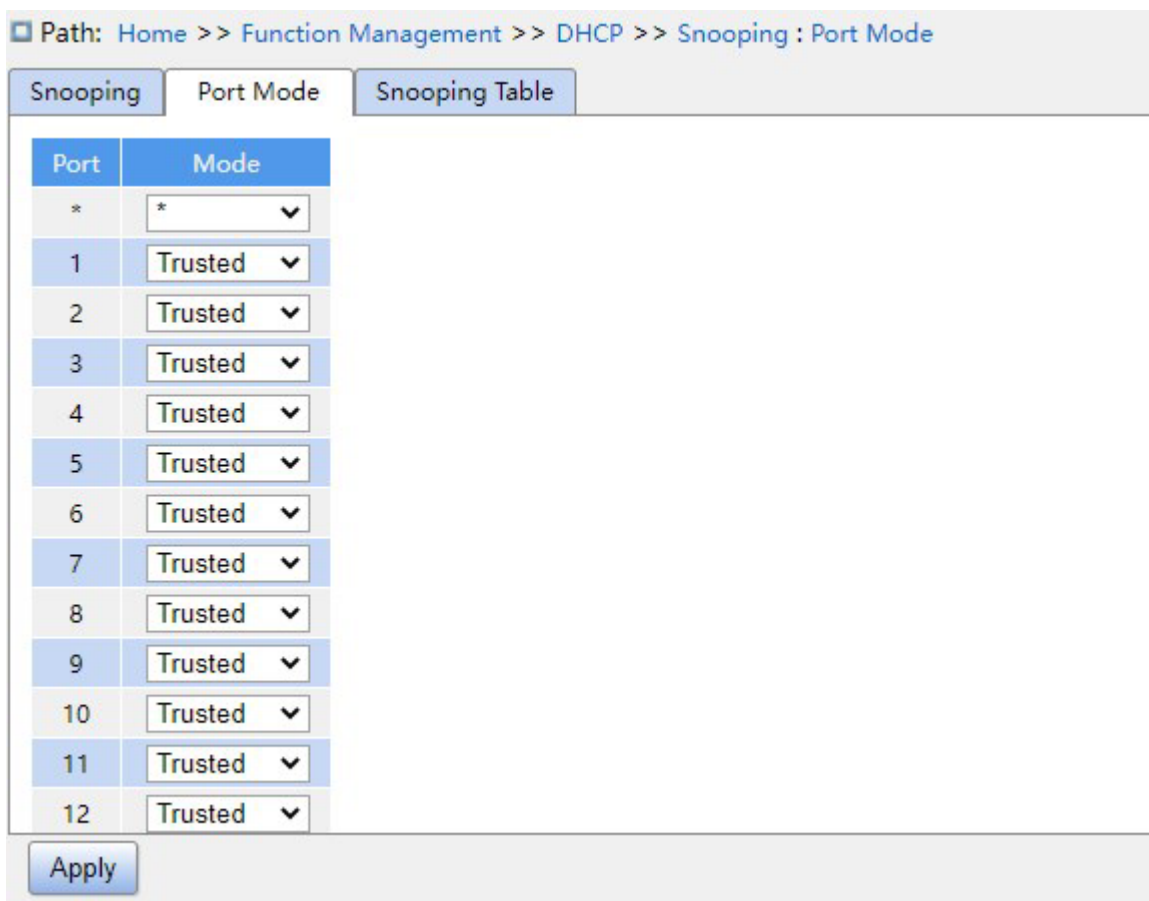 Path: Home >> Function Management >> DHCP >> Snooping : Port Mode
Snooping Port Mode Snooping Table
Port Mode
* *
1 Trusted
2 Trusted
3 Trusted
4 Trusted
5 Trusted
6 Trusted
7 Trusted
8 Trusted
9 Trusted
10 Trusted
11 Trusted
12 Trusted
Apply